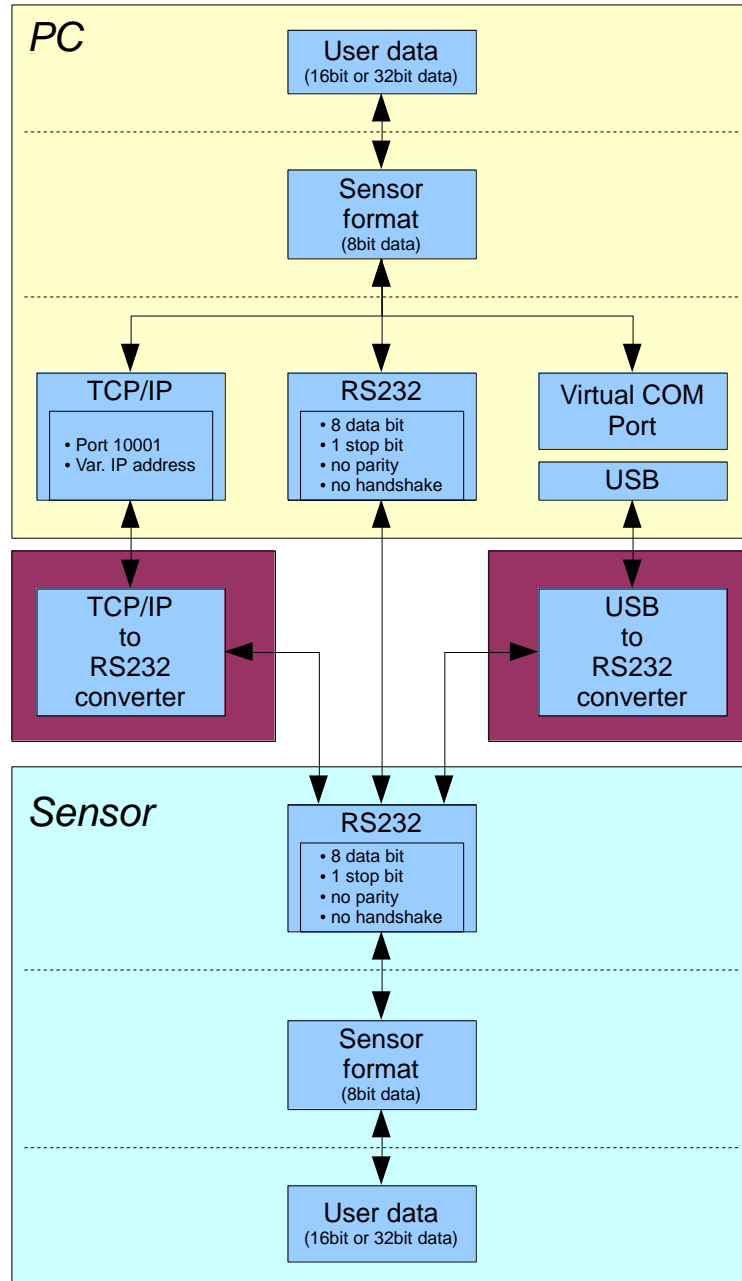 PC
User data
(16bit or 32bit data)
Sensor
format
(8bit data)
TCP/IP
• Port 10001
• Var. IP address
RS232
• 8 data bit
• 1 stop bit
• no parity
• no handshake
Virtual COM
Port
USB
TCP/IP
to
RS232
converter
USB
to
RS232
converter
Sensor
RS232
• 8 data bit
• 1 stop bit
• no parity
• no handshake
Sensor
format
(8bit data)
User data
(16bit or 32bit data)